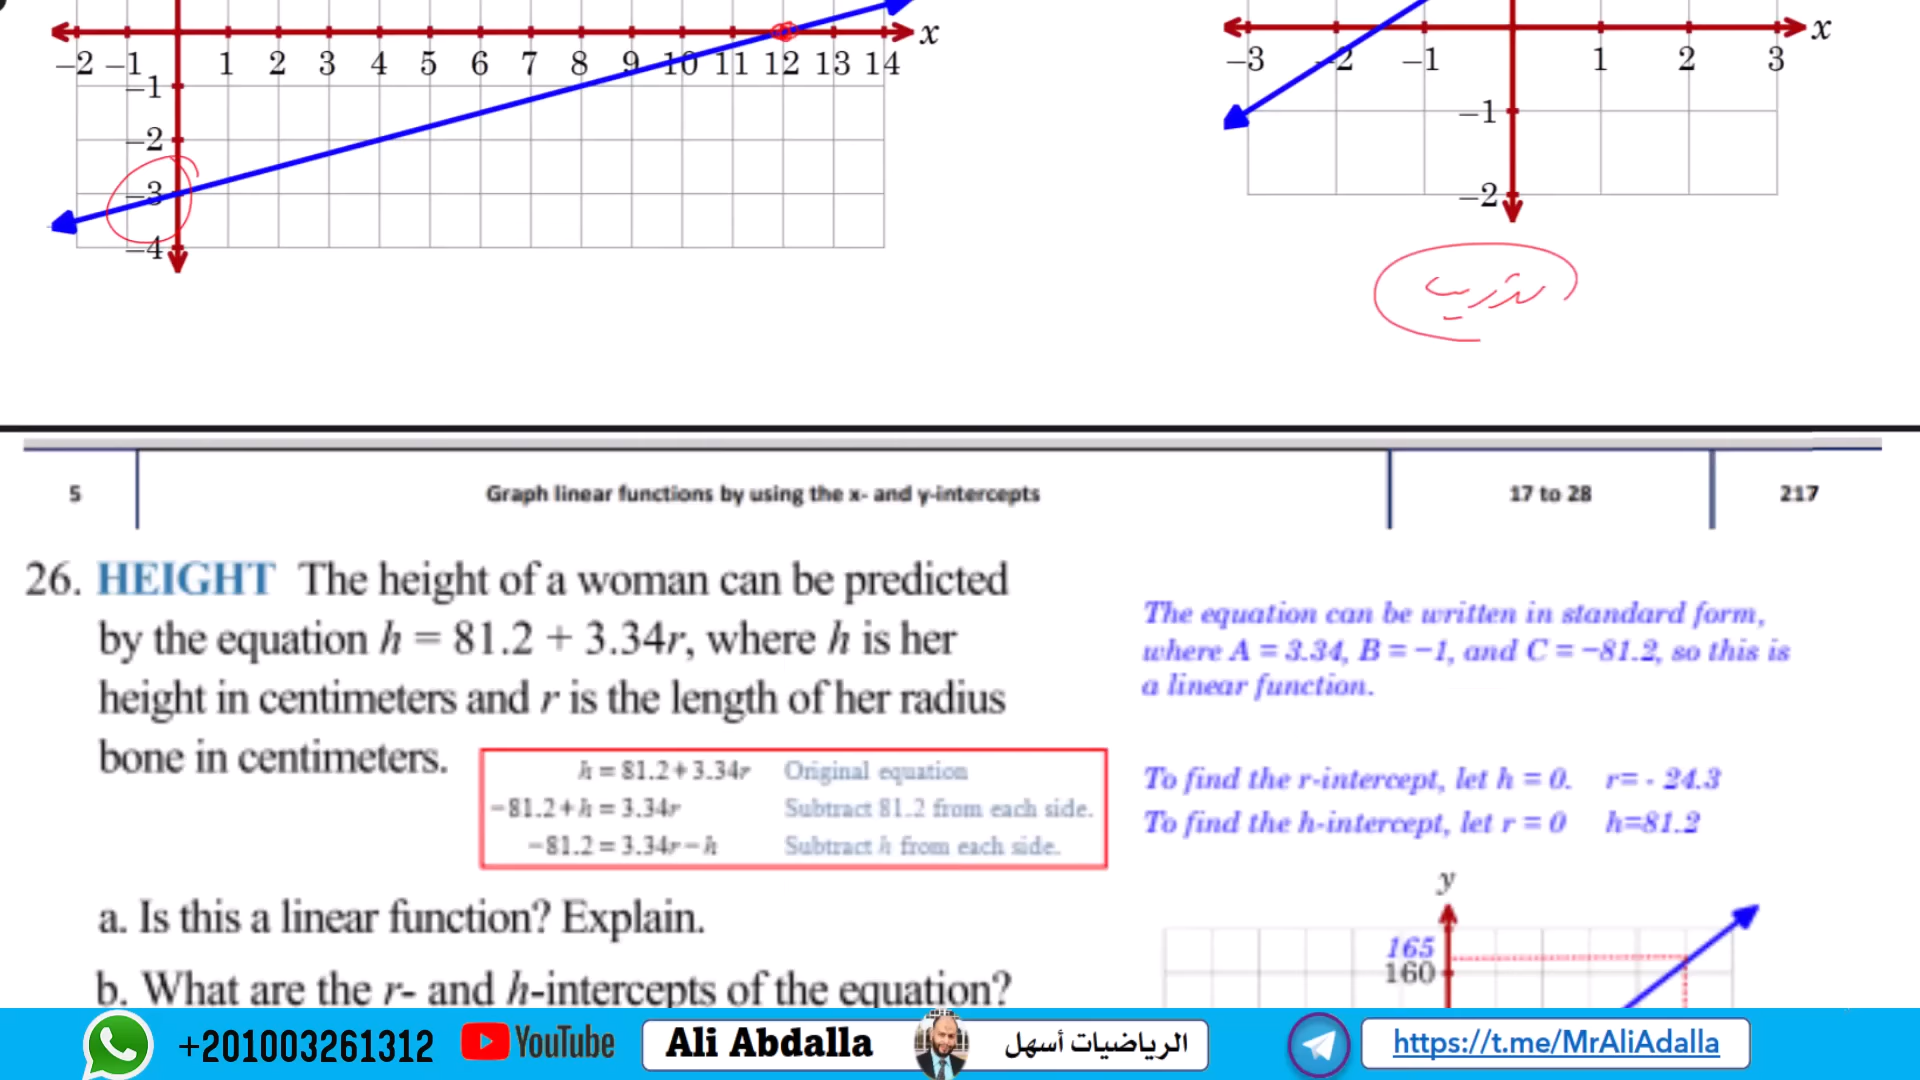 x
−2 −1 1 2 3 4 5 6 7 8 9 10 11 12 13 14
−1
−2
−3
−4
x
−3 −2 −1 1 2 3
−1
−2
التدريب
5 Graph linear functions by using the x- and y-intercepts 17 to 28 217
26. HEIGHT The height of a woman can be predicted
by the equation h = 81.2 + 3.34r, where h is her
height in centimeters and r is the length of her radius
bone in centimeters.
h = 81.2 + 3.34r Original equation
−81.2 + h = 3.34r Subtract 81.2 from each side.
−81.2 = 3.34r − h Subtract h from each side.
a. Is this a linear function? Explain.
b. What are the r- and h-intercepts of the equation?
The equation can be written in standard form,
where A = 3.34, B = −1, and C = −81.2, so this is
a linear function.
To find the r-intercept, let h = 0. r= - 24.3
To find the h-intercept, let r = 0 h=81.2
y
165
160
+201003261312 YouTube Ali Abdalla الرياضيات أسهل https://t.me/MrAliAdalla